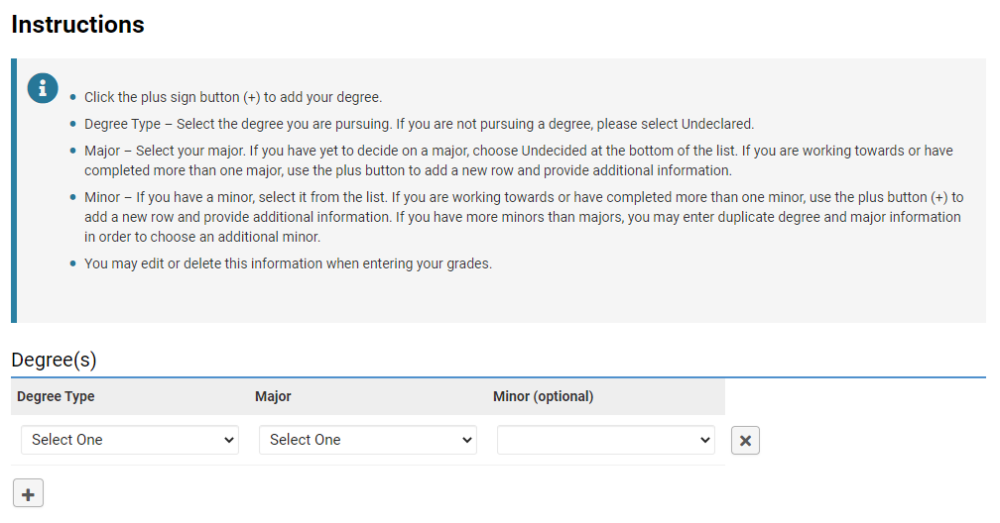 Instructions
Click the plus sign button (+) to add your degree.
Degree Type – Select the degree you are pursuing. If you are not pursuing a degree, please select Undeclared.
Major – Select your major. If you have yet to decide on a major, choose Undecided at the bottom of the list. If you are working towards or have
completed more than one major, use the plus button to add a new row and provide additional information.
Minor – If you have a minor, select it from the list. If you are working towards or have completed more than one minor, use the plus button (+) to
add a new row and provide additional information. If you have more minors than majors, you may enter duplicate degree and major information
in order to choose an additional minor.
You may edit or delete this information when entering your grades.
Degree(s)
Degree Type Major Minor (optional)
Select One Select One